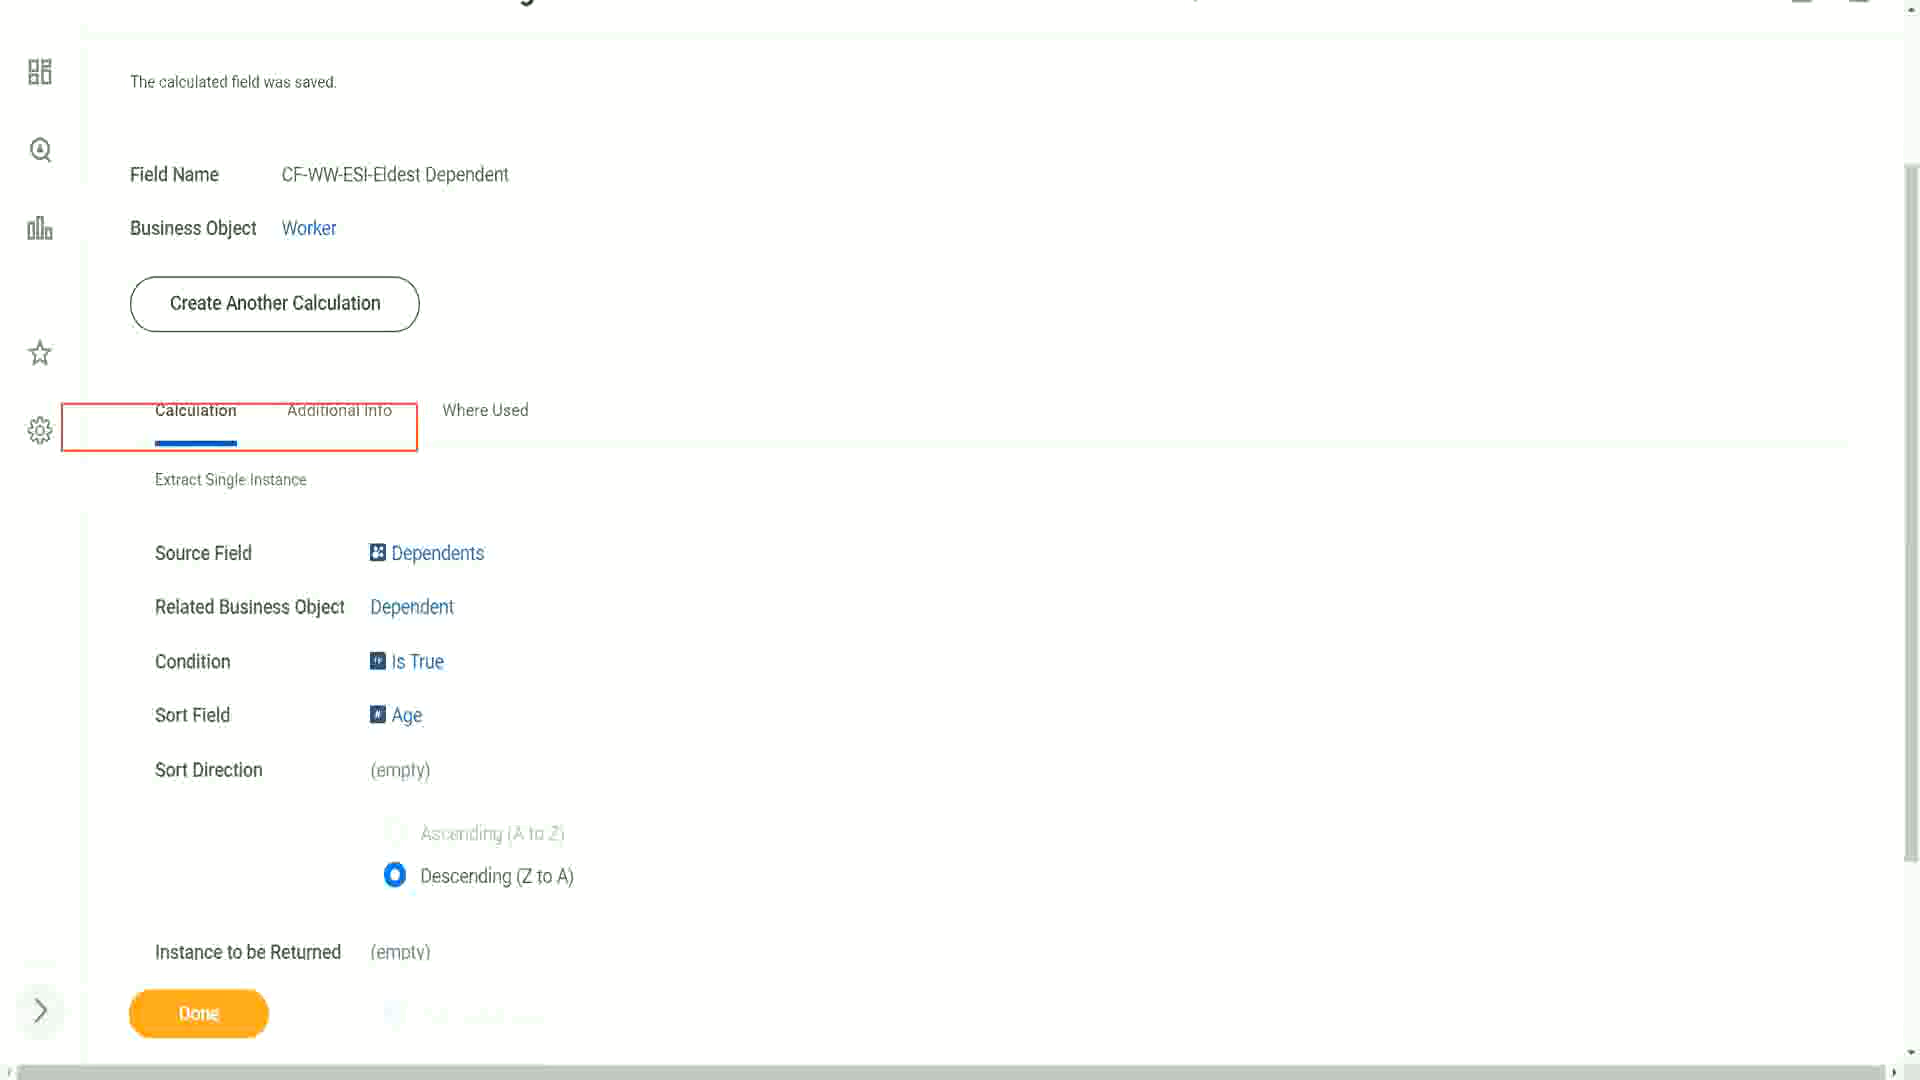 The calculated field was saved.
Field Name CF-WW-ESI-Eldest Dependent
Business Object Worker
Create Another Calculation
Calculation Additional Info Where Used
Extract Single Instance
Source Field Dependents
Related Business Object Dependent
Condition Is True
Sort Field Age
Sort Direction (empty)
Ascending (A to Z)
Descending (Z to A)
Instance to be Returned (empty)
Done